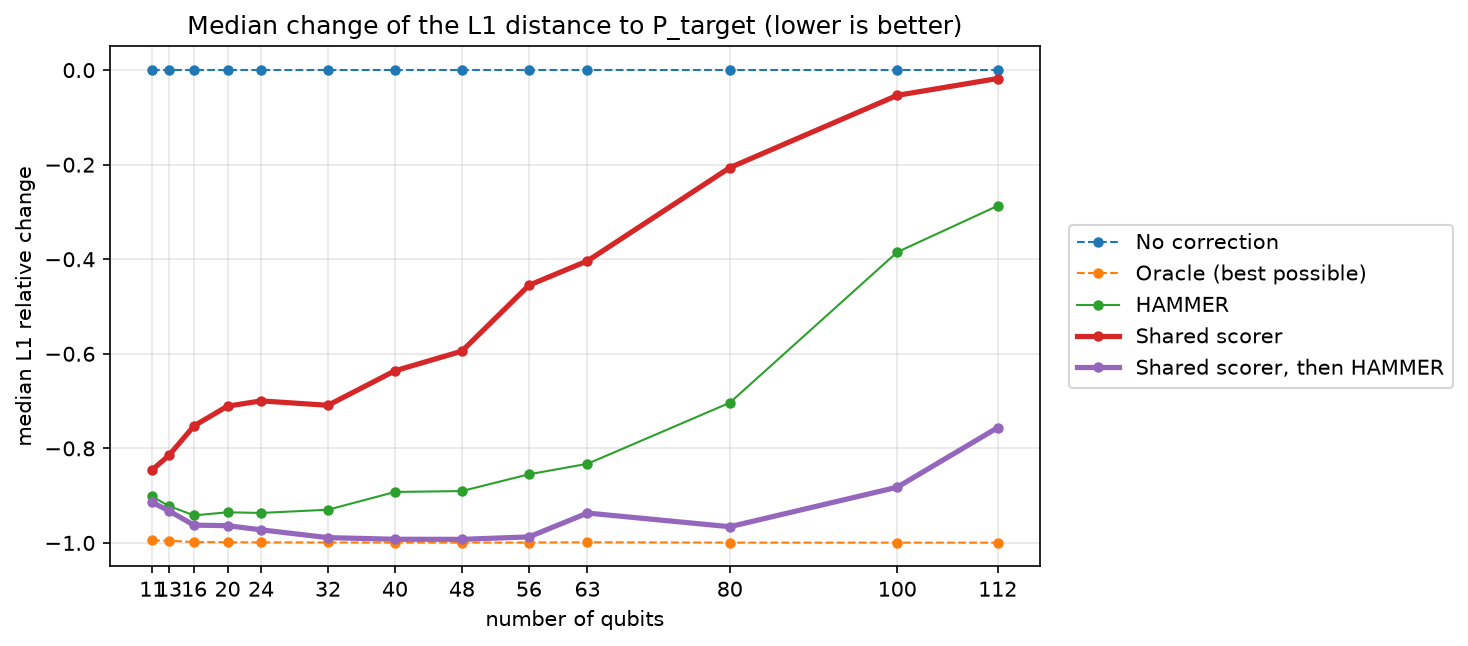 Median change of the L1 distance to P_target (lower is better)
median L1 relative change
0.0
−0.2
−0.4
−0.6
−0.8
−1.0
11 13 16 20 24 32 40 48 56 63 80 100 112
number of qubits
No correction
Oracle (best possible)
HAMMER
Shared scorer
Shared scorer, then HAMMER